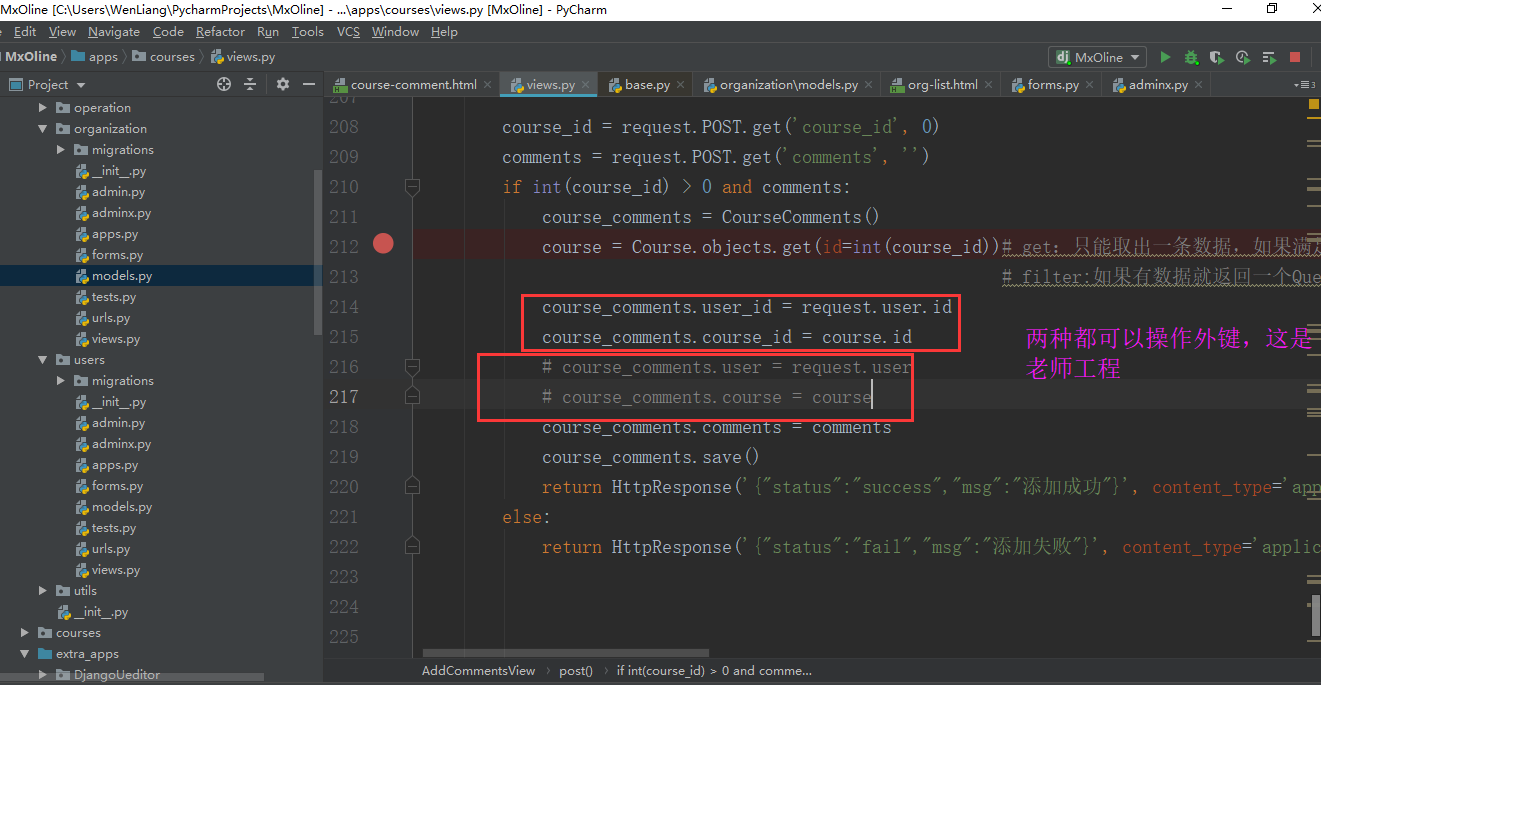 MxOline [C:\Users\WenLiang\PycharmProjects\MxOline] - ...\apps\courses\views.py [MxOline] - PyCharm
Edit View Navigate Code Refactor Run Tools VCS Window Help
MxOline apps courses views.py MxOline
Project course-comment.html views.py base.py organization\models.py org-list.html forms.py adminx.py
operation
organization
migrations
__init__.py
admin.py
adminx.py
apps.py
forms.py
models.py
tests.py
urls.py
views.py
users
migrations
__init__.py
admin.py
adminx.py
apps.py
forms.py
models.py
tests.py
urls.py
views.py
utils
__init__.py
courses
extra_apps
DjangoUeditor
207
208 course_id = request.POST.get('course_id', 0)
209 comments = request.POST.get('comments', '')
210 if int(course_id) > 0 and comments:
211 course_comments = CourseComments()
212 course = Course.objects.get(id=int(course_id))# get：只能取出一条数据，如果满足
213 # filter:如果有数据就返回一个Que
214 course_comments.user_id = request.user.id
215 course_comments.course_id = course.id
216 # course_comments.user = request.user
217 # course_comments.course = course
218 course_comments.comments = comments
219 course_comments.save()
220 return HttpResponse('{"status":"success","msg":"添加成功"}', content_type='app
221 else:
222 return HttpResponse('{"status":"fail","msg":"添加失败"}', content_type='applic
223
224
225
两种都可以操作外键，这是
老师工程
AddCommentsView › post() › if int(course_id) > 0 and comme...